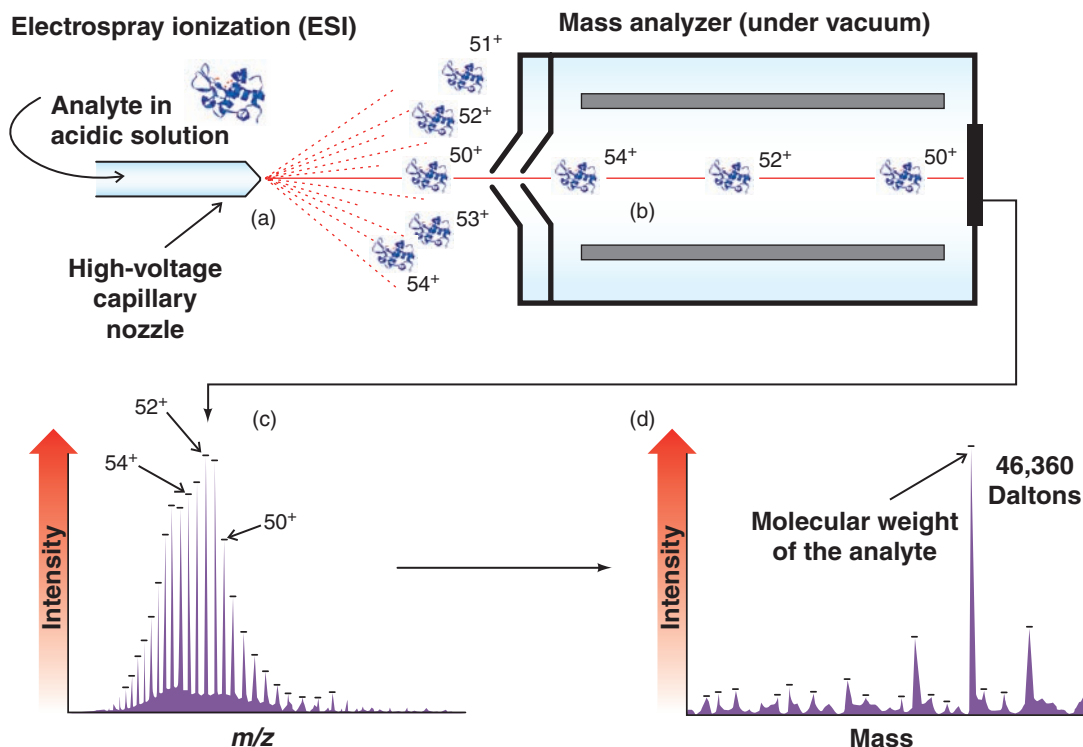 Electrospray ionization (ESI)
Mass analyzer (under vacuum)
Analyte in
acidic solution
51+
52+
50+
53+
54+
(a)
54+
52+
50+
(b)
High-voltage
capillary
nozzle
(c)
52+
54+
50+
Intensity
m/z
(d)
46,360
Daltons
Molecular weight
of the analyte
Intensity
Mass